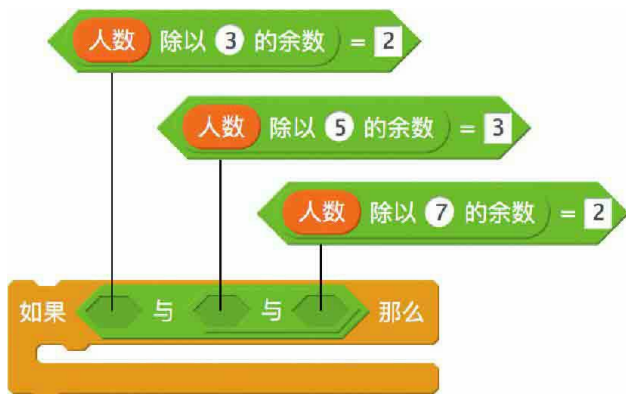 人数 除以 3 的余数 = 2
人数 除以 5 的余数 = 3
人数 除以 7 的余数 = 2
如果 与 与 那么